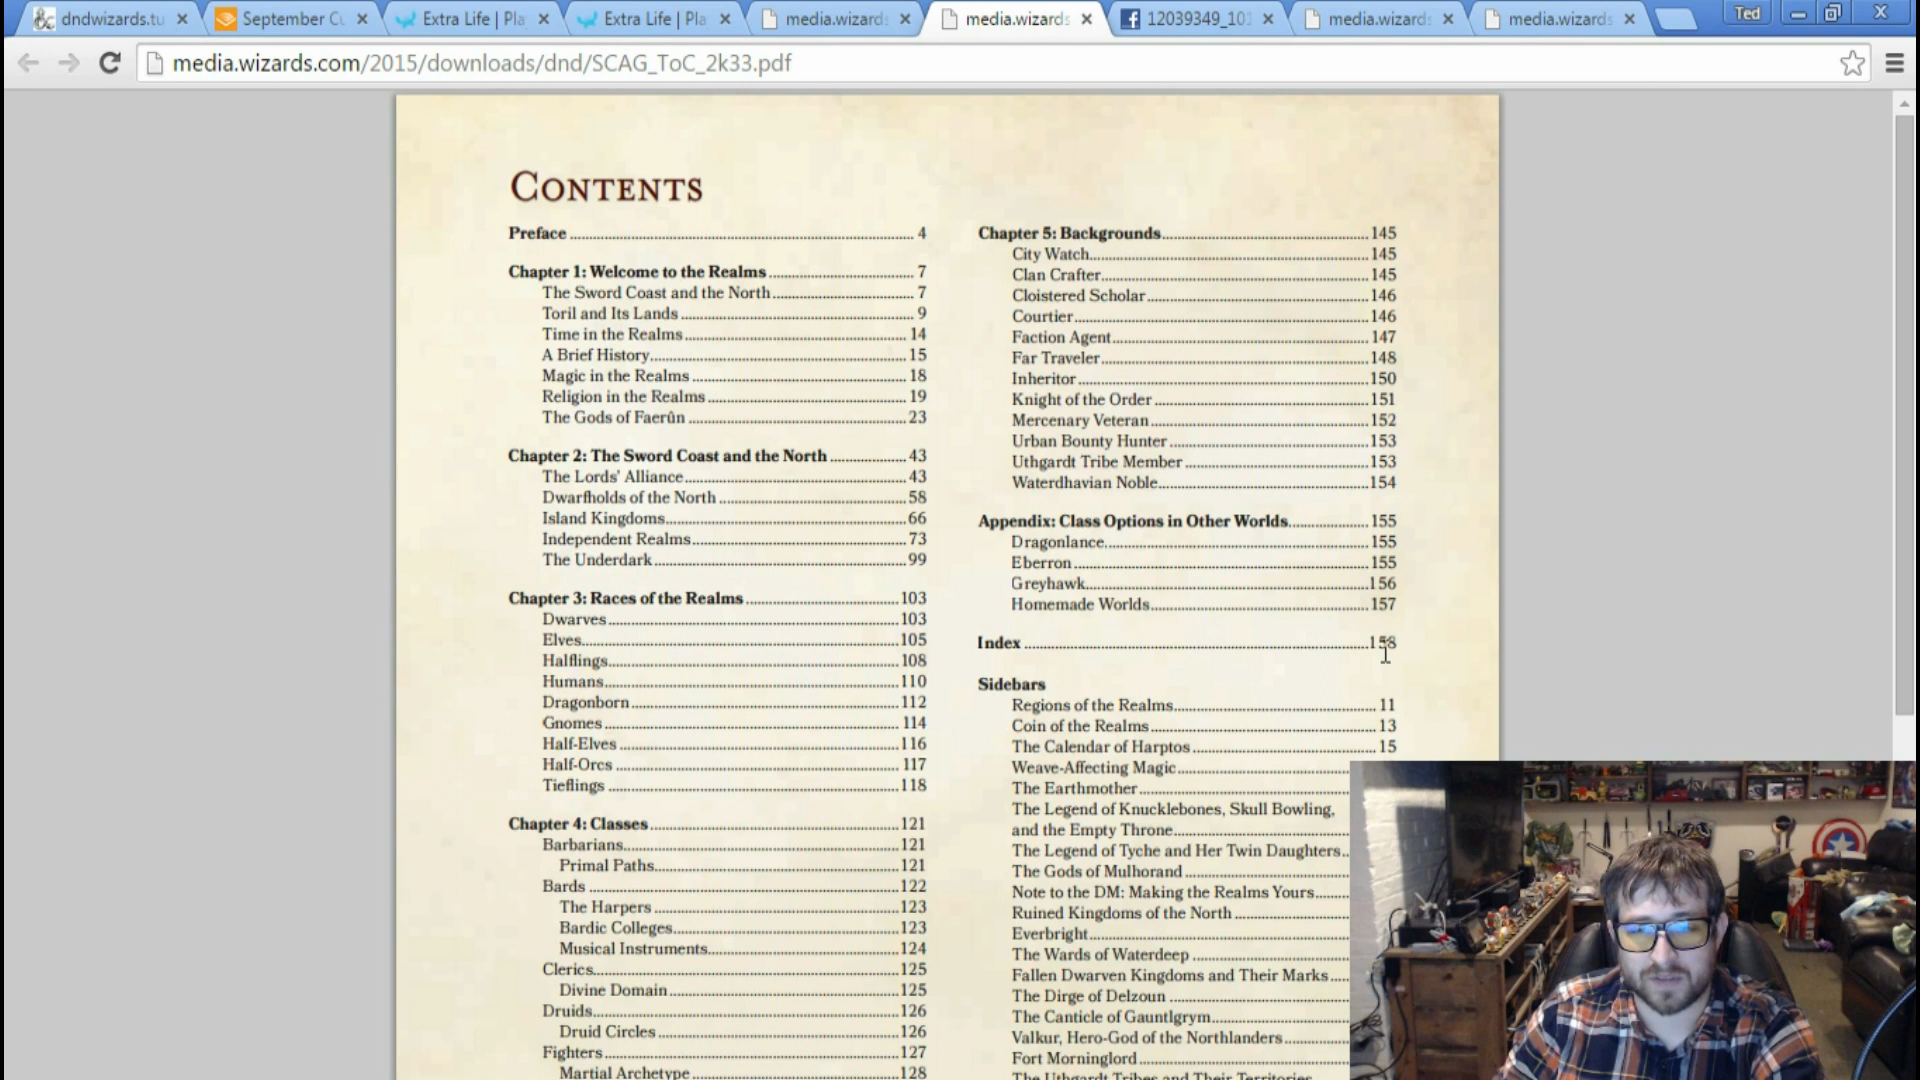 dndwizards.tu
September Cu
Extra Life | Pla
Extra Life | Pla
media.wizards
media.wizards
12039349_101
media.wizards
media.wizards
Ted
media.wizards.com/2015/downloads/dnd/SCAG_ToC_2k33.pdf
CONTENTS
Preface 4
Chapter 1: Welcome to the Realms 7
The Sword Coast and the North 7
Toril and Its Lands 9
Time in the Realms 14
A Brief History 15
Magic in the Realms 18
Religion in the Realms 19
The Gods of Faerûn 23
Chapter 2: The Sword Coast and the North 43
The Lords' Alliance 43
Dwarfholds of the North 58
Island Kingdoms 66
Independent Realms 73
The Underdark 99
Chapter 3: Races of the Realms 103
Dwarves 103
Elves 105
Halflings 108
Humans 110
Dragonborn 112
Gnomes 114
Half-Elves 116
Half-Orcs 117
Tieflings 118
Chapter 4: Classes 121
Barbarians 121
Primal Paths 121
Bards 122
The Harpers 123
Bardic Colleges 123
Musical Instruments 124
Clerics 125
Divine Domain 125
Druids 126
Druid Circles 126
Fighters 127
Martial Archetype 128
Chapter 5: Backgrounds 145
City Watch 145
Clan Crafter 145
Cloistered Scholar 146
Courtier 146
Faction Agent 147
Far Traveler 148
Inheritor 150
Knight of the Order 151
Mercenary Veteran 152
Urban Bounty Hunter 153
Uthgardt Tribe Member 153
Waterdhavian Noble 154
Appendix: Class Options in Other Worlds 155
Dragonlance 155
Eberron 155
Greyhawk 156
Homemade Worlds 157
Index 158
Sidebars
Regions of the Realms 11
Coin of the Realms 13
The Calendar of Harptos 15
Weave-Affecting Magic
The Earthmother
The Legend of Knucklebones, Skull Bowling,
and the Empty Throne
The Legend of Tyche and Her Twin Daughters
The Gods of Mulhorand
Note to the DM: Making the Realms Yours
Ruined Kingdoms of the North
Everbright
The Wards of Waterdeep
Fallen Dwarven Kingdoms and Their Marks
The Dirge of Delzoun
The Canticle of Gauntlgrym
Valkur, Hero-God of the Northlanders
Fort Morninglord
The Uthgardt Tribes and Their Territories